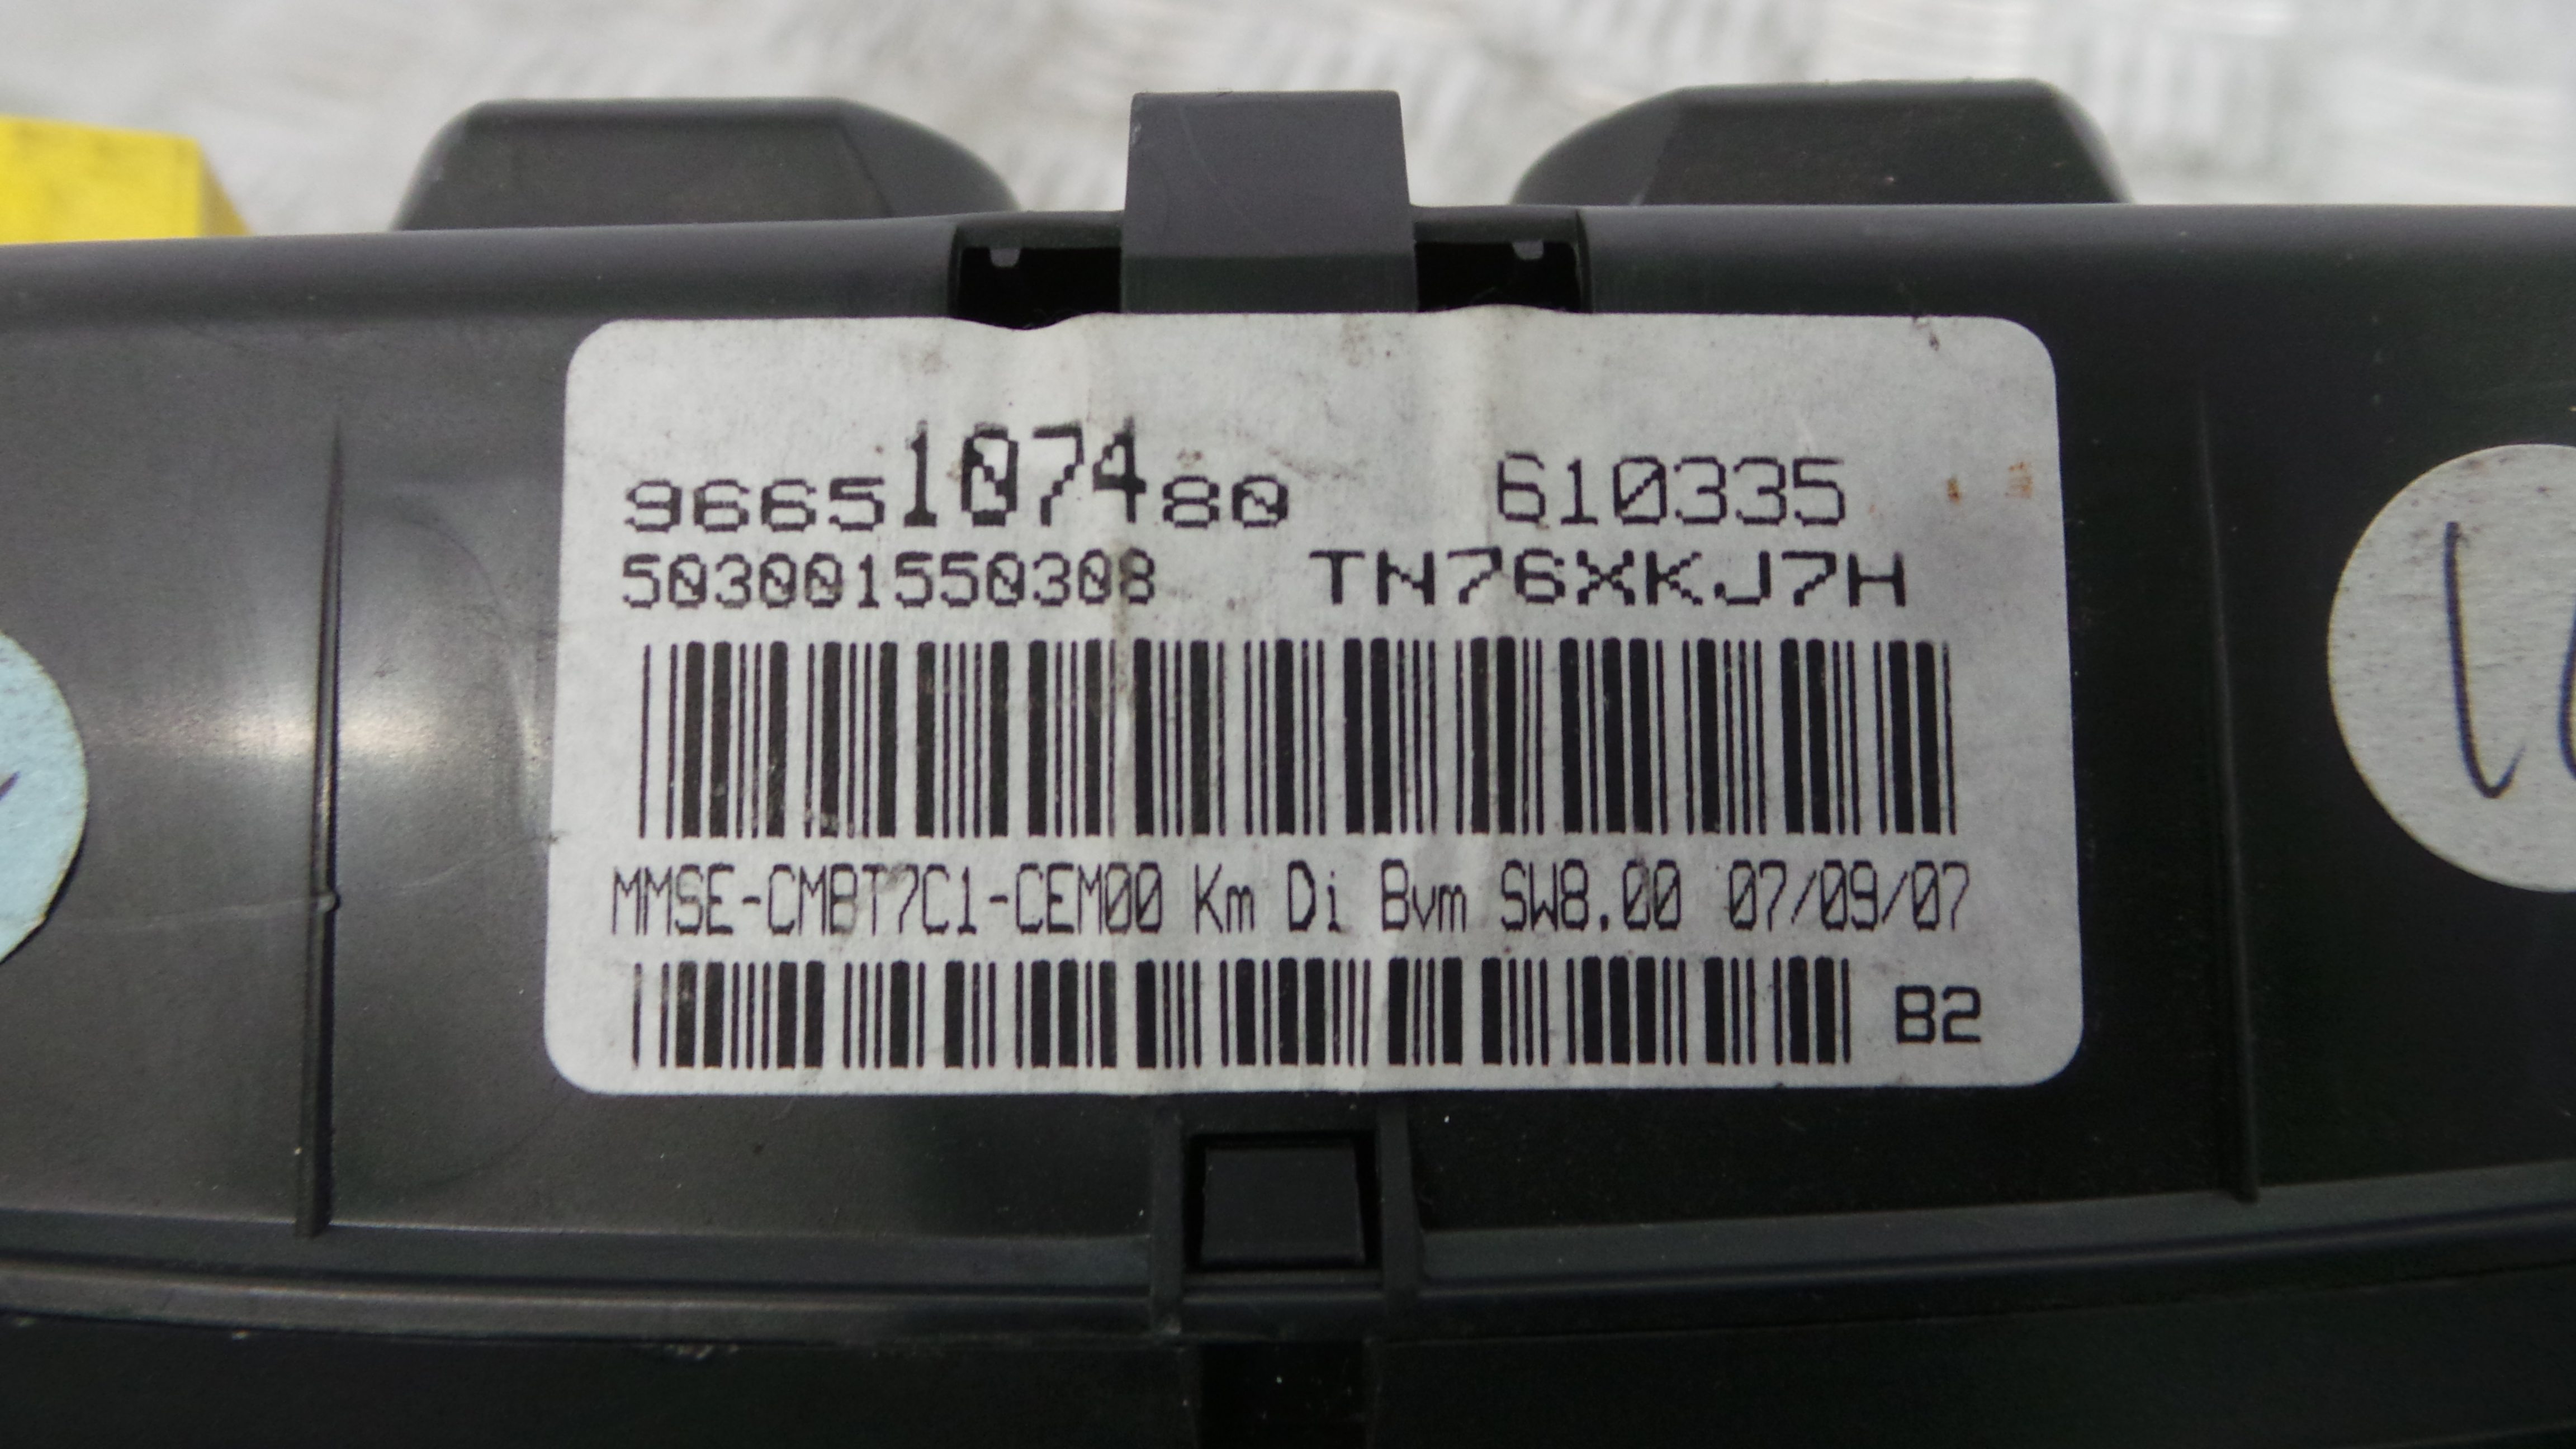 9665107480 610335
503001550308 TN76XKJ7H
MMSE-CMBT7C1-CEM00 Km Di Bvm SW8.00 07/09/07
B2